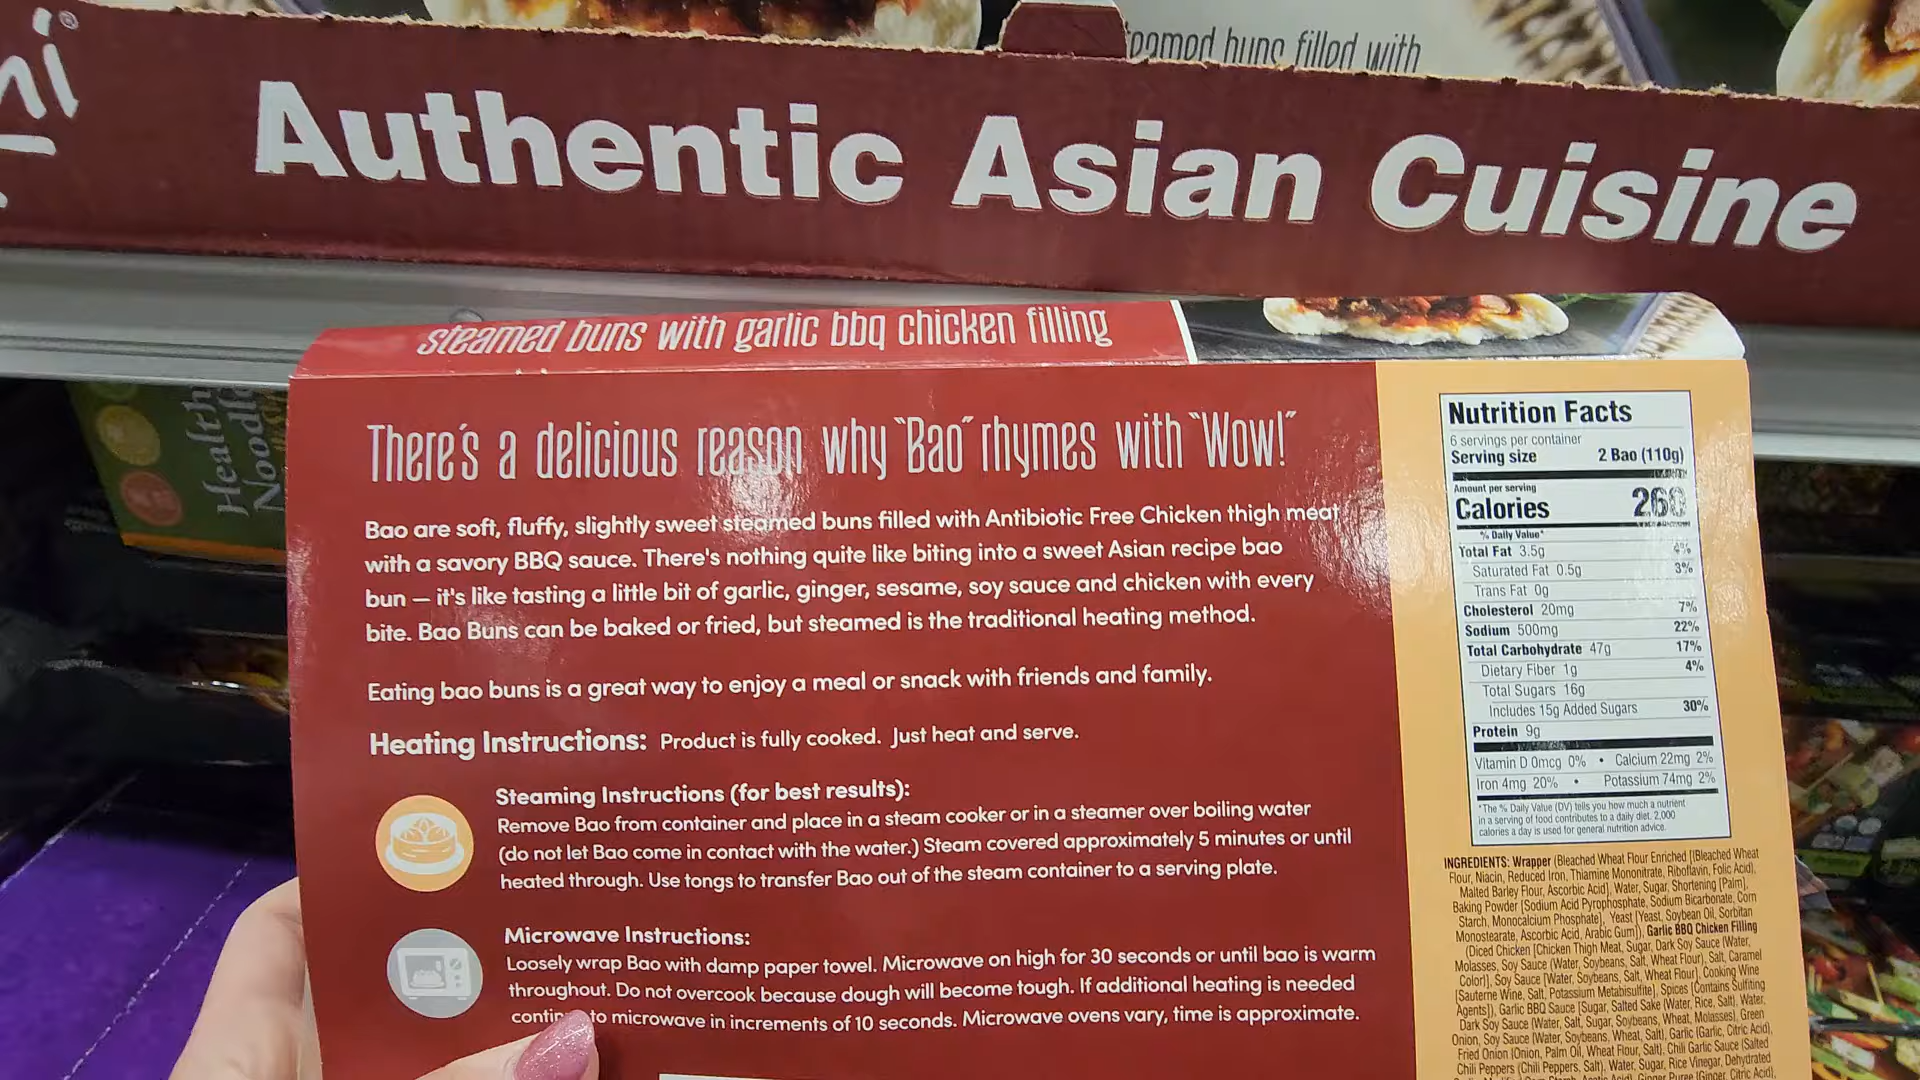 steamed buns filled with
Authentic Asian Cuisine
Healthy
Noodle
steamed buns with garlic bbq chicken filling
There's a delicious reason why "Bao" rhymes with "Wow!"
Bao are soft, fluffy, slightly sweet steamed buns filled with Antibiotic Free Chicken thigh meat
with a savory BBQ sauce. There's nothing quite like biting into a sweet Asian recipe bao
bun — it's like tasting a little bit of garlic, ginger, sesame, soy sauce and chicken with every
bite. Bao Buns can be baked or fried, but steamed is the traditional heating method.
Eating bao buns is a great way to enjoy a meal or snack with friends and family.
Heating Instructions: Product is fully cooked. Just heat and serve.
Steaming Instructions (for best results):
Remove Bao from container and place in a steam cooker or in a steamer over boiling water
(do not let Bao come in contact with the water.) Steam covered approximately 5 minutes or until
heated through. Use tongs to transfer Bao out of the steam container to a serving plate.
Microwave Instructions:
Loosely wrap Bao with damp paper towel. Microwave on high for 30 seconds or until bao is warm
throughout. Do not overcook because dough will become tough. If additional heating is needed
to microwave in increments of 10 seconds. Microwave ovens vary, time is approximate.
Nutrition Facts
6 servings per container
Serving size 2 Bao (110g)
Amount per serving
Calories 260
% Daily Value*
Total Fat 3.5g 4%
Saturated Fat 0.5g 3%
Trans Fat 0g
Cholesterol 20mg 7%
Sodium 500mg 22%
Total Carbohydrate 47g 17%
Dietary Fiber 1g 4%
Total Sugars 16g
Includes 15g Added Sugars 30%
Protein 9g
Vitamin D 0mcg 0% • Calcium 22mg 2%
Iron 4mg 20% • Potassium 74mg 2%
*The % Daily Value (DV) tells you how much a nutrient
in a serving of food contributes to a daily diet. 2,000
calories a day is used for general nutrition advice.
INGREDIENTS: Wrapper (Bleached Wheat Flour Enriched [(Bleached Wheat
Flour, Niacin, Reduced Iron, Thiamine Mononitrate, Riboflavin, Folic Acid),
Malted Barley Flour, Ascorbic Acid], Water, Sugar, Shortening [Palm],
Baking Powder [Sodium Acid Pyrophosphate, Sodium Bicarbonate, Corn
Starch, Monocalcium Phosphate], Yeast [Yeast, Soybean Oil, Sorbitan
Monostearate, Ascorbic Acid, Arabic Gum]), Garlic BBQ Chicken Filling
(Diced Chicken [Chicken Thigh Meat, Sugar, Dark Soy Sauce (Water,
Molasses, Soy Sauce (Water, Soybeans, Salt, Wheat Flour), Salt, Caramel
Color)], Soy Sauce [Water, Soybeans, Salt, Wheat Flour], Cooking Wine
[Sauterne Wine, Salt, Potassium Metabisulfite], Spices [Contains Sulfiting
Agents]), Garlic BBQ Sauce [Sugar, Salted Sake (Water, Rice, Salt), Water,
Dark Soy Sauce (Water, Salt, Sugar, Soybeans, Wheat, Molasses), Green
Onion, Soy Sauce (Water, Soybeans, Wheat, Salt), Garlic (Garlic, Citric Acid),
Fried Onion (Onion, Palm Oil, Wheat Flour, Salt), Chili Garlic Sauce (Salted
Chili Peppers (Chili Peppers, Salt), Water, Sugar, Rice Vinegar, Dehydrated
Acetic Acid), Ginger Puree (Ginger, Citric Acid),